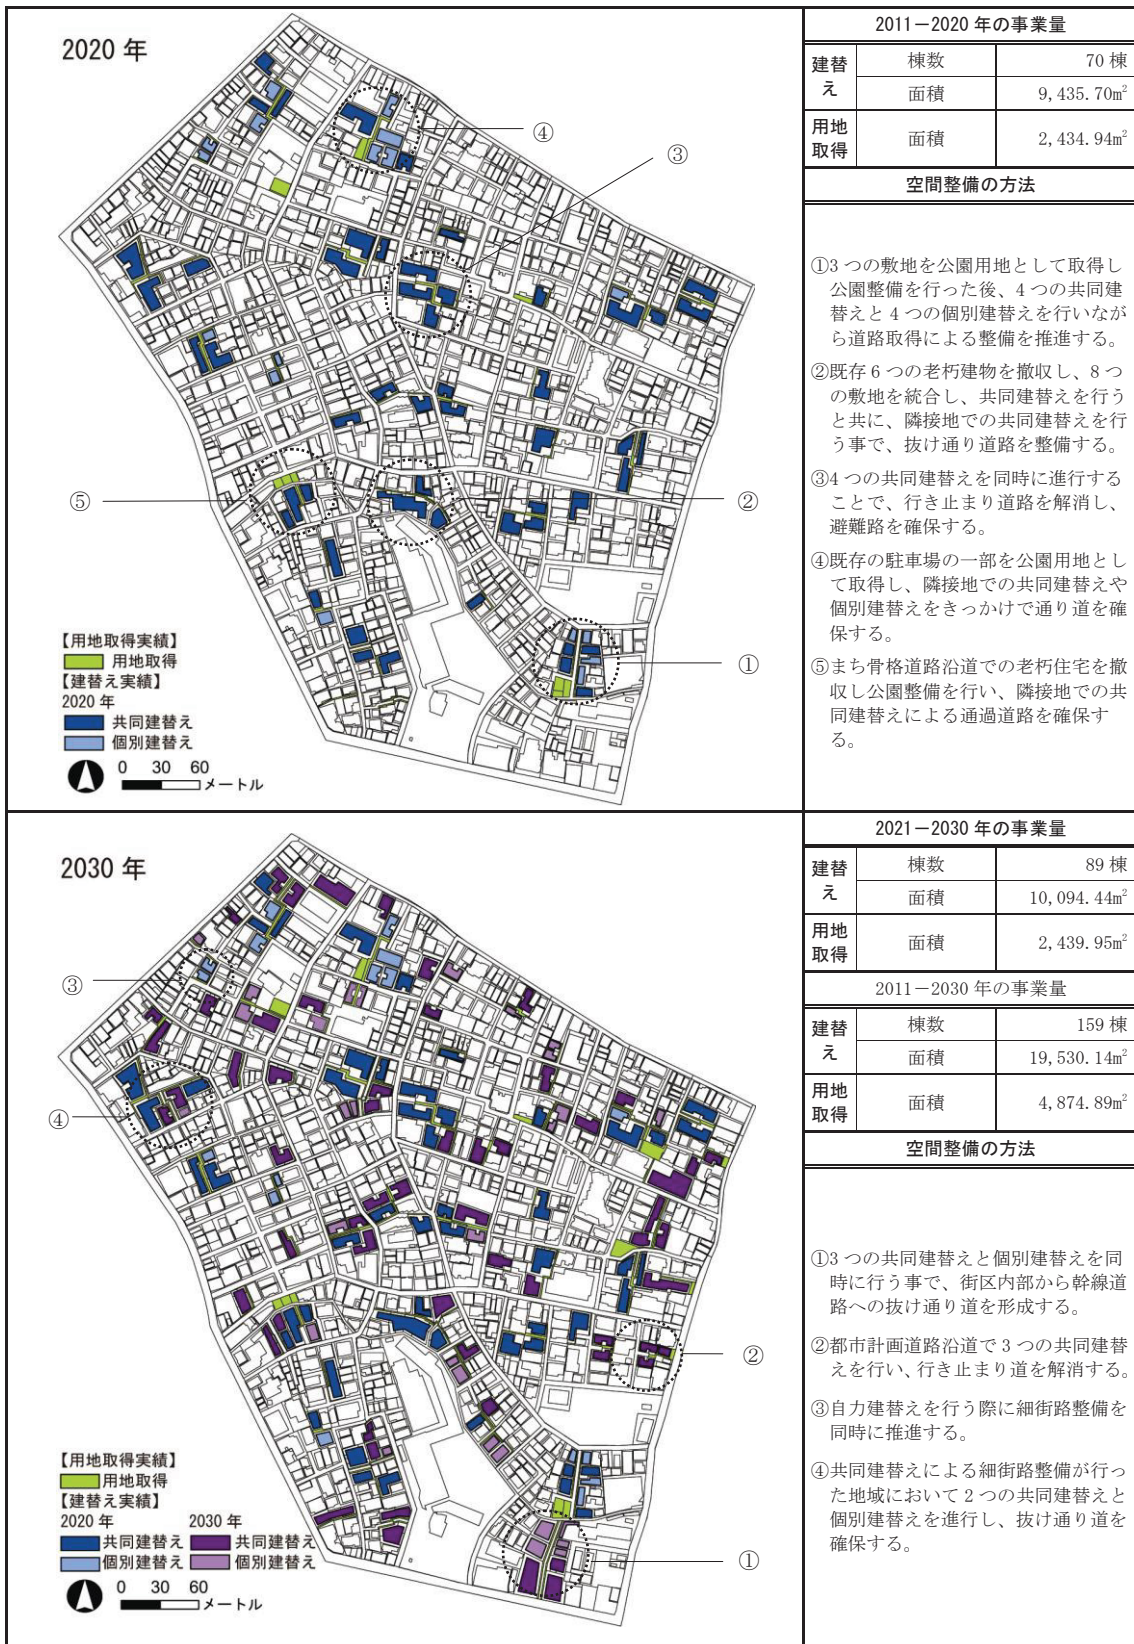 2020 年
④
③
⑤
②
①
【用地取得実績】
用地取得
【建替え実績】
2020 年
共同建替え
個別建替え
0 30 60
メートル
2011－2020 年の事業量
建替え 棟数 70 棟
面積 9,435.70m²
用地取得 面積 2,434.94m²
空間整備の方法
①3 つの敷地を公園用地として取得し
公園整備を行った後、4 つの共同建
替えと 4 つの個別建替えを行いなが
ら道路取得による整備を推進する。
②既存 6 つの老朽建物を撤収し、8 つ
の敷地を統合し、共同建替えを行う
と共に、隣接地での共同建替えを行
う事で、抜け通り道路を整備する。
③4 つの共同建替えを同時に進行する
ことで、行き止まり道路を解消し、
避難路を確保する。
④既存の駐車場の一部を公園用地とし
て取得し、隣接地での共同建替えや
個別建替えをきっかけで通り道を確
保する。
⑤まち骨格道路沿道での老朽住宅を撤
収し公園整備を行い、隣接地での共
同建替えによる通過道路を確保す
る。
2030 年
③
④
②
①
【用地取得実績】
用地取得
【建替え実績】
2020 年 2030 年
共同建替え 共同建替え
個別建替え 個別建替え
0 30 60
メートル
2021－2030 年の事業量
建替え 棟数 89 棟
面積 10,094.44m²
用地取得 面積 2,439.95m²
2011－2030 年の事業量
建替え 棟数 159 棟
面積 19,530.14m²
用地取得 面積 4,874.89m²
空間整備の方法
①3 つの共同建替えと個別建替えを同
時に行う事で、街区内部から幹線道
路への抜け通り道を形成する。
②都市計画道路沿道で 3 つの共同建替
えを行い、行き止まり道を解消する。
③自力建替えを行う際に細街路整備を
同時に推進する。
④共同建替えによる細街路整備が行っ
た地域において 2 つの共同建替えと
個別建替えを進行し、抜け通り道を
確保する。